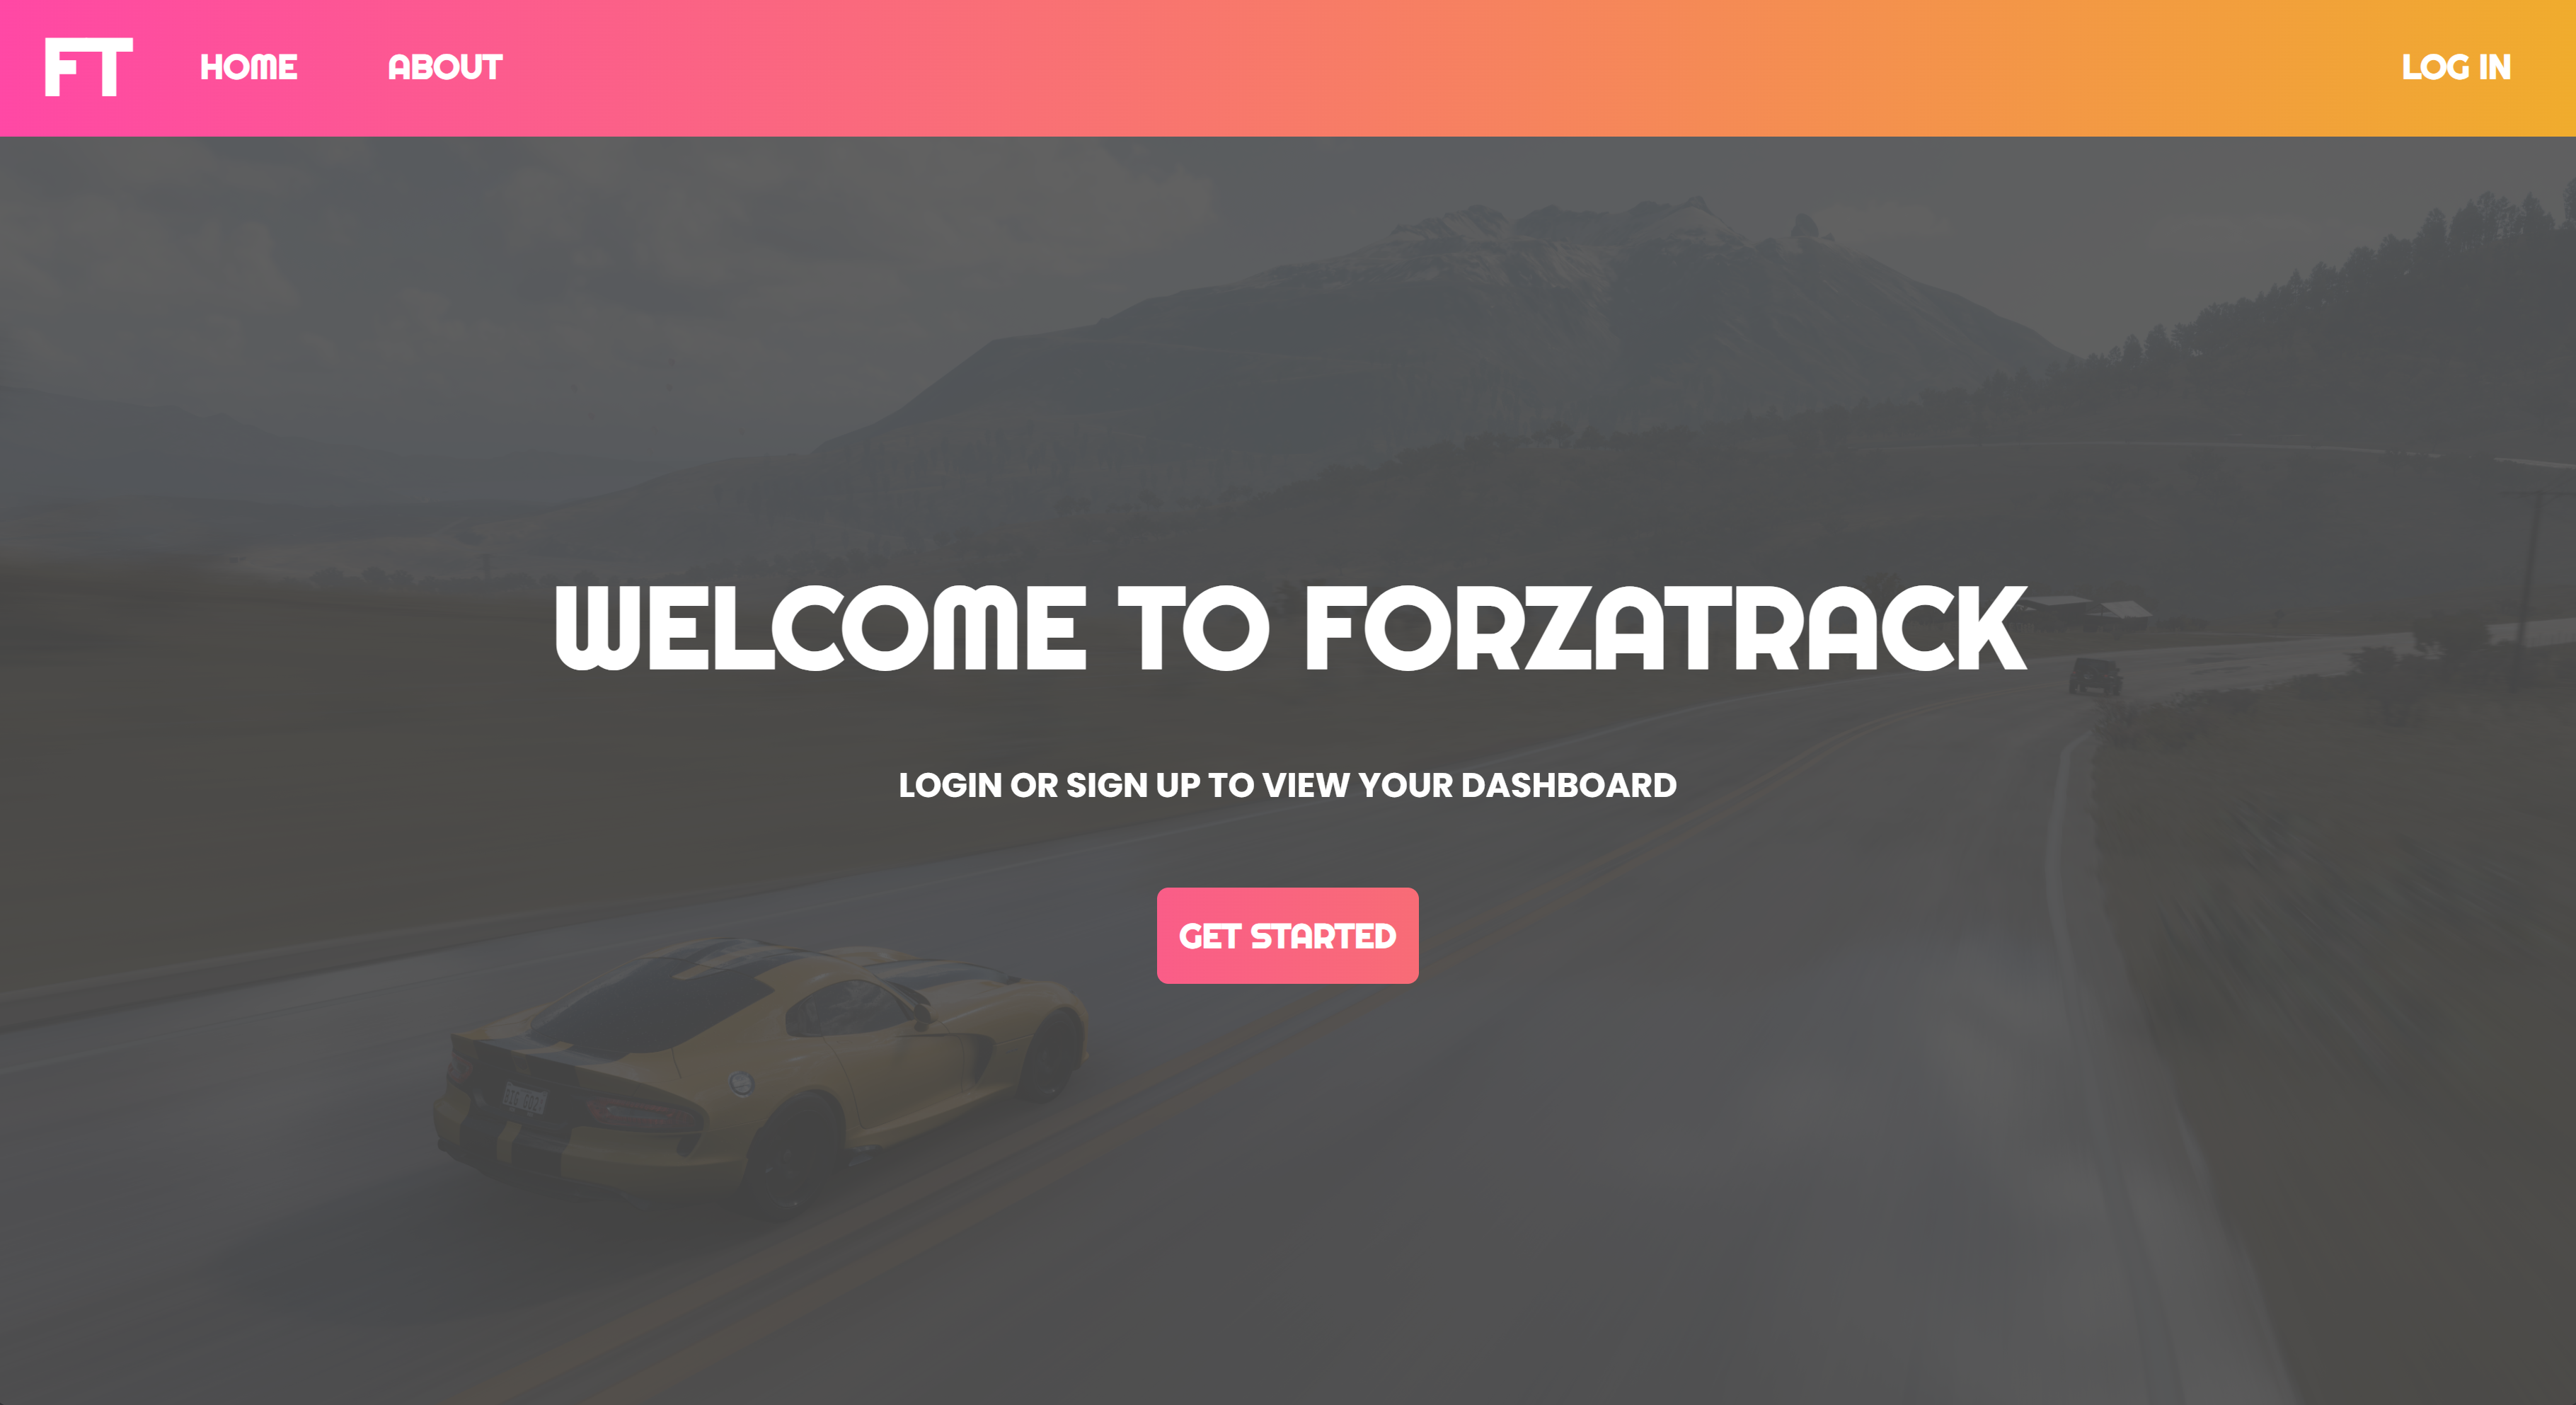 FT
HOME
ABOUT
LOG IN
WELCOME TO FORZATRACK
LOGIN OR SIGN UP TO VIEW YOUR DASHBOARD
GET STARTED